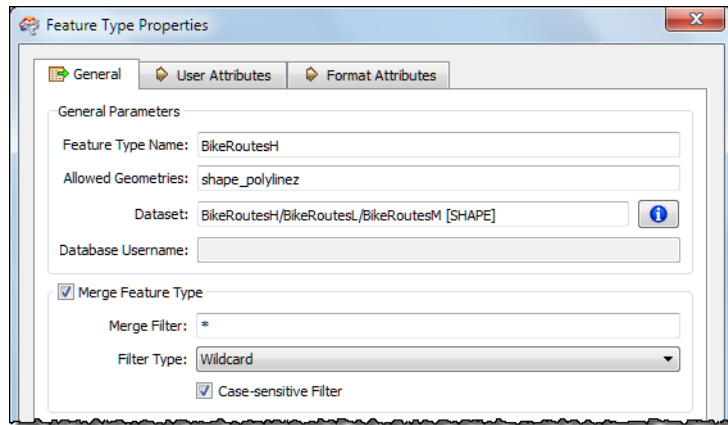 Feature Type Properties
General User Attributes Format Attributes
General Parameters
Feature Type Name: BikeRoutesH
Allowed Geometries: shape_polylinez
Dataset: BikeRoutesH/BikeRoutesL/BikeRoutesM [SHAPE]
Database Username:
Merge Feature Type
Merge Filter: *
Filter Type: Wildcard
Case-sensitive Filter